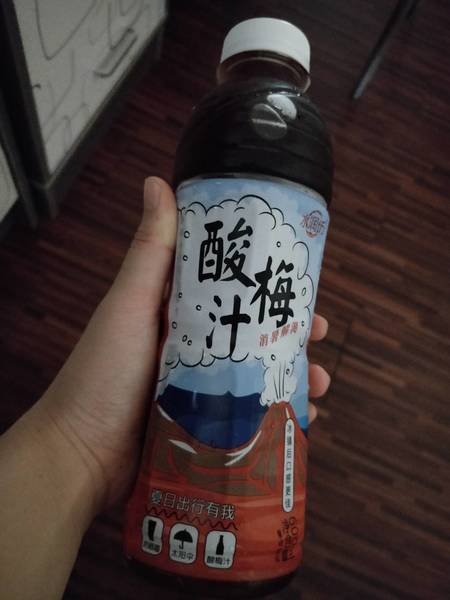 酸梅汁
消暑解渴
冰镇后口感更佳
夏日出行有我
太阳伞
酸梅汁